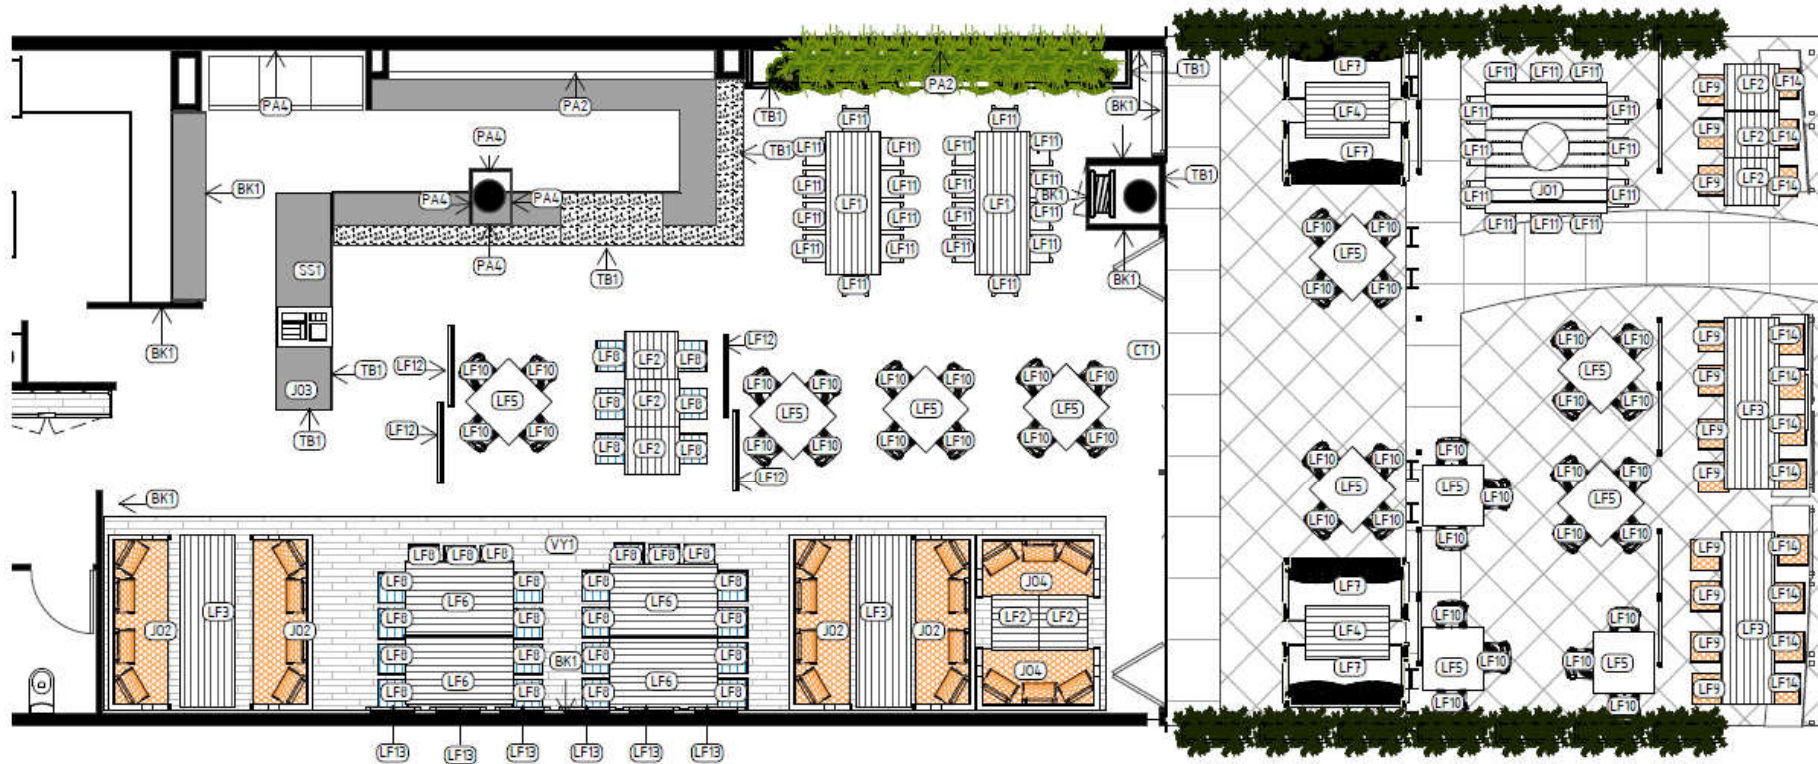 LF7
TB1
LF11 LF11 LF11
LF2 LF14
PA4 PA2 PA2
LF9
BK1
LF4
LF11 LF11
TB1 LF11 LF11
LF11 LF11
PA4
LF2 LF14
TB1 LF11 LF11 LF11 LF11
LF7
LF11 LF11
TB1
LF2 LF14
LF9
BK1
LF11 LF11 LF11 BK1 LF11
J01
PA4 PA4
LF1 LF1
LF11 LF11
LF11 LF11 LF11 LF11
LF11 LF11 LF11
LF10 LF10
LF11 LF11 LF11 LF11
LF5
PA4
SS1
TB1
BK1
LF11 LF11
LF10 LF10
LF9 LF14
LF12
LF10 LF10
BK1
LF8 LF2 LF8
CT1
LF5
TB1
LF12
LF10 LF10
LF10 LF10
LF10 LF10
LF10 LF10
LF9 LF14
J03
LF5
LF8 LF2 LF8
LF5 LF5 LF5
LF10 LF10
LF3
LF12
LF10 LF10
LF9 LF14
TB1
LF8 LF2 LF8
LF10 LF10
LF10 LF10
LF10 LF10
LF10 LF10
LF10
LF10 LF10
LF9 LF14
LF12
BK1
LF5 LF5 LF10 LF5
LF10 LF10
LF10 LF10
LF10
VY1
LF8 LF8 LF8
LF8 LF8 LF8
LF9 LF14
LF8 LF8 LF8 LF8
J04
LF7
LF6 LF6
LF9 LF14
J02 LF3 J02
LF8 LF8 LF8 LF8
J02 LF3 J02
LF2 LF2
LF4
LF10 LF10
LF3
LF8 LF8 LF8 LF8
BK1
J04
LF7
LF5 LF10
LF10 LF5
LF9 LF14
LF6 LF6
LF8 LF8 LF8 LF8
LF10 LF10
LF9 LF14
LF13 LF13 LF13 LF13 LF13 LF13